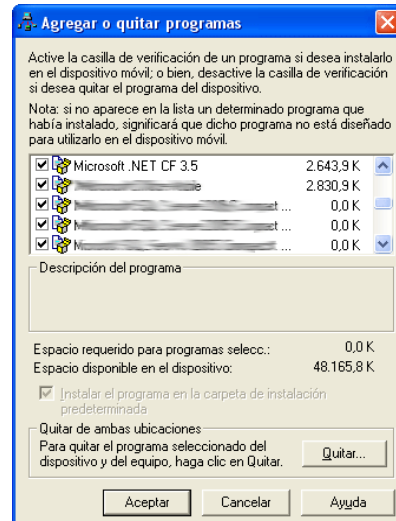 Agregar o quitar programas
Active la casilla de verificación de un programa si desea instalarlo
en el dispositivo móvil; o bien, desactive la casilla de verificación
si desea quitar el programa del dispositivo.
Nota: si no aparece en la lista un determinado programa que
había instalado, significará que dicho programa no está diseñado
para utilizarlo en el dispositivo móvil.
Microsoft .NET CF 3.5 2.643,9 K
2.830,9 K
... 0,0 K
... 0,0 K
... 0,0 K
Descripción del programa
Espacio requerido para programas selecc.: 0,0 K
Espacio disponible en el dispositivo: 48.165,8 K
Instalar el programa en la carpeta de instalación
predeterminada
Quitar de ambas ubicaciones
Para quitar el programa seleccionado del
dispositivo y del equipo, haga clic en Quitar.
Quitar...
Aceptar Cancelar Ayuda